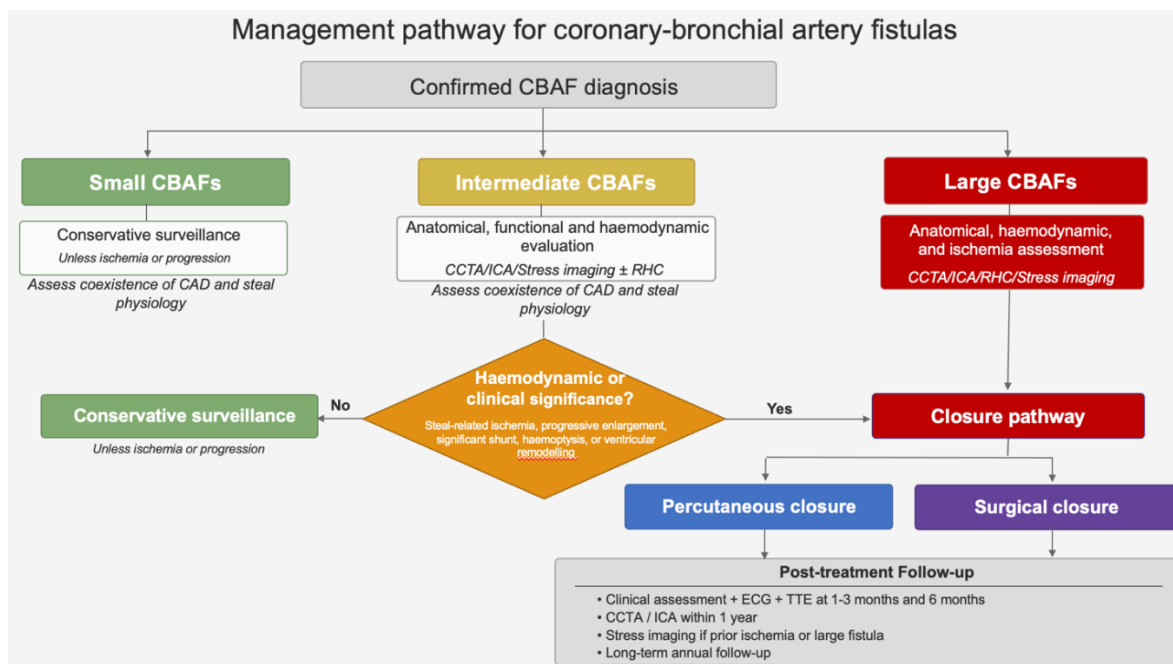 Management pathway for coronary-bronchial artery fistulas
Confirmed CBAF diagnosis
Small CBAFs
Conservative surveillance
Unless ischemia or progression
Assess coexistence of CAD and steal
physiology
Intermediate CBAFs
Anatomical, functional and haemodynamic
evaluation
CCTA/ICA/Stress imaging ± RHC
Assess coexistence of CAD and steal
physiology
Large CBAFs
Anatomical, haemodynamic,
and ischemia assessment
CCTA/ICA/RHC/Stress imaging
Haemodynamic or
clinical significance?
Steal-related ischemia, progressive enlargement,
significant shunt, haemoptysis, or ventricular
remodelling
No
Conservative surveillance
Unless ischemia or progression
Yes
Closure pathway
Percutaneous closure
Surgical closure
Post-treatment Follow-up
• Clinical assessment + ECG + TTE at 1-3 months and 6 months
• CCTA / ICA within 1 year
• Stress imaging if prior ischemia or large fistula
• Long-term annual follow-up